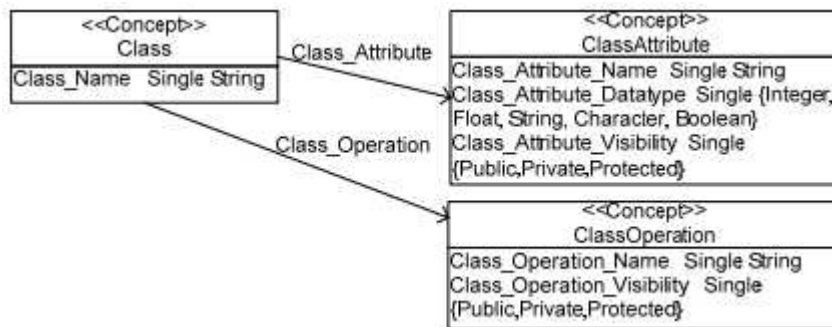 <<Concept>>
Class
Class_Name Single String
Class_Attribute
Class_Operation
<<Concept>>
ClassAttribute
Class_Attribute_Name Single String
Class_Attribute_Datatype Single {Integer,
Float, String, Character, Boolean}
Class_Attribute_Visibility Single
{Public,Private,Protected}
<<Concept>>
ClassOperation
Class_Operation_Name Single String
Class_Operation_Visibility Single
{Public,Private,Protected}